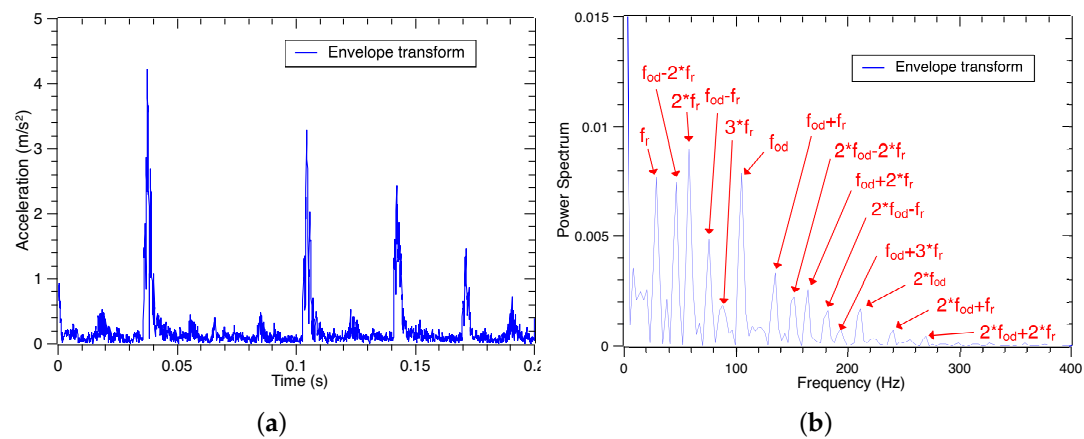 5
4
3
2
1
0
Acceleration (m/s²)
Envelope transform
0
0.05
0.1
0.15
0.2
Time (s)
(a)
0.015
0.01
0.005
0
Power Spectrum
Envelope transform
f_od-2*f_r
2*f_r
f_od-f_r
f_r
3*f_r
f_od
f_od+f_r
2*f_od-2*f_r
f_od+2*f_r
2*f_od-f_r
f_od+3*f_r
2*f_od
2*f_od+f_r
2*f_od+2*f_r
0
100
200
300
400
Frequency (Hz)
(b)